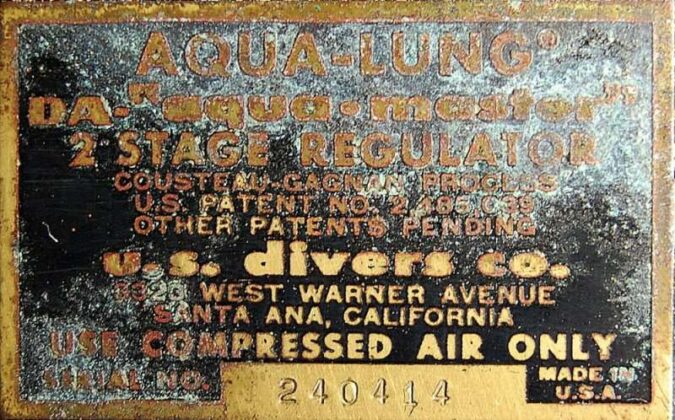 AQUA-LUNG®
DA-"aqua-master"
2 STAGE REGULATOR
COUSTEAU-GAGNAN PROCESS
U.S. PATENT NO. 2,485,039
OTHER PATENTS PENDING
u.s. divers co.
3323 WEST WARNER AVENUE
SANTA ANA, CALIFORNIA
USE COMPRESSED AIR ONLY
SERIAL NO. 240414 MADE IN
U.S.A.